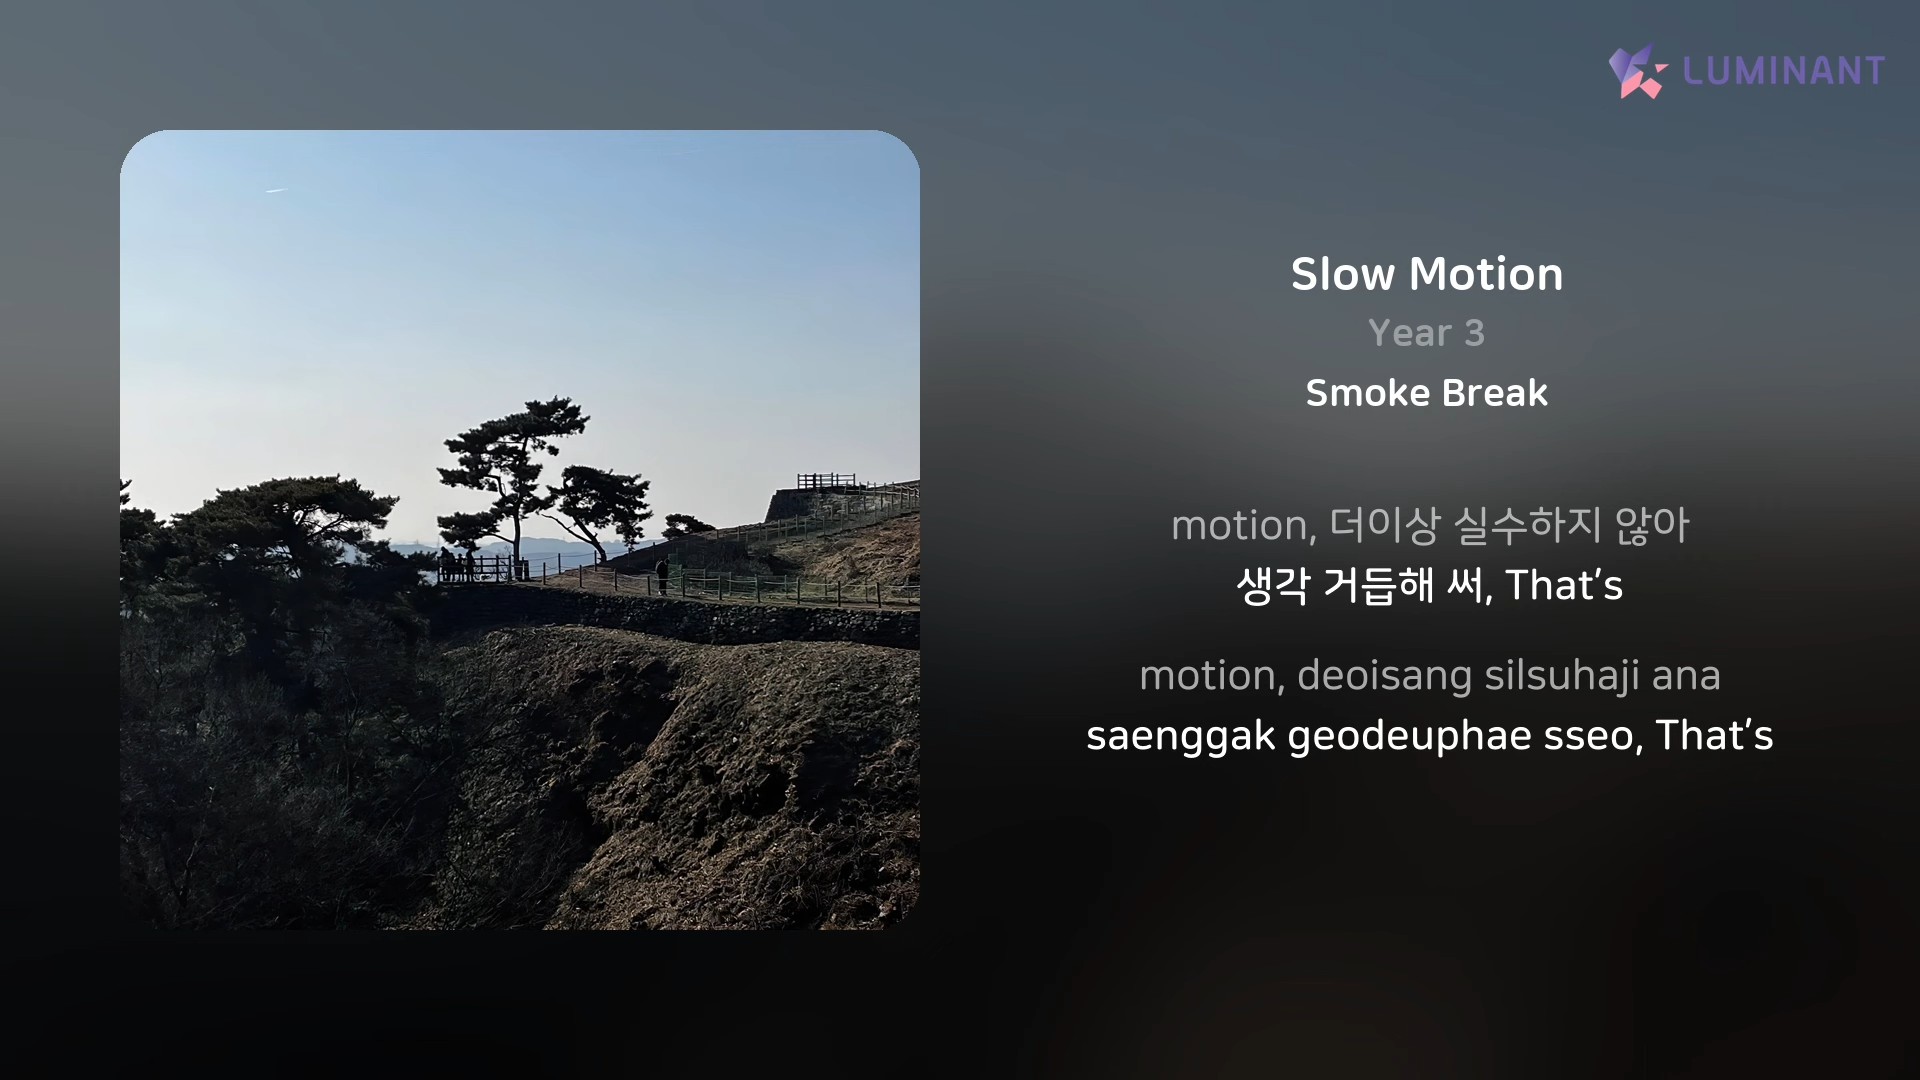 LUMINANT
Slow Motion
Year 3
Smoke Break
motion, 더이상 실수하지 않아
생각 거듭해 써, That’s
motion, deoisang silsuhaji ana
saenggak geodeuphae sseo, That’s